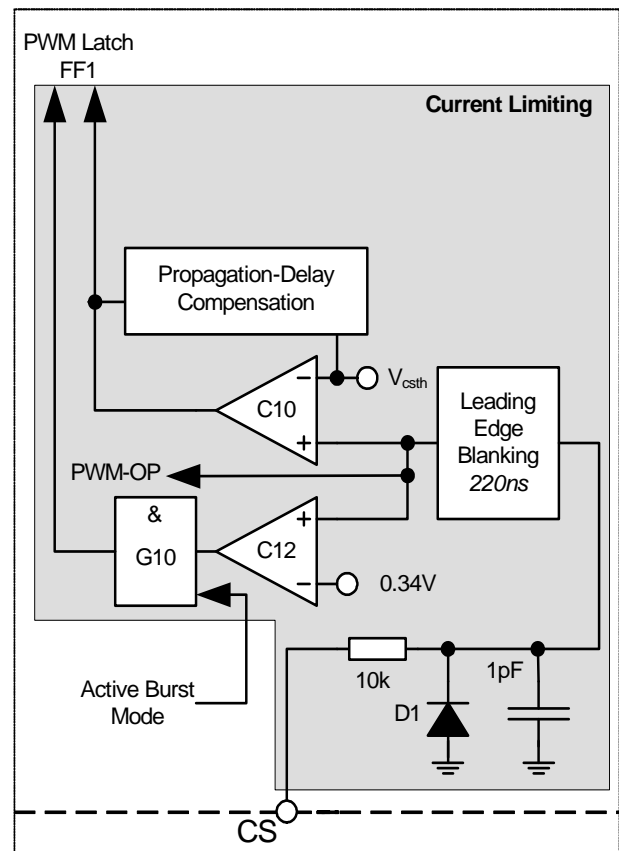 PWM Latch
FF1
Current Limiting
Propagation-Delay
Compensation
−
Vcsth
C10
+
Leading
Edge
Blanking
220ns
PWM-OP
&
G10
+
C12
−
0.34V
10k
1pF
D1
Active Burst
Mode
CS